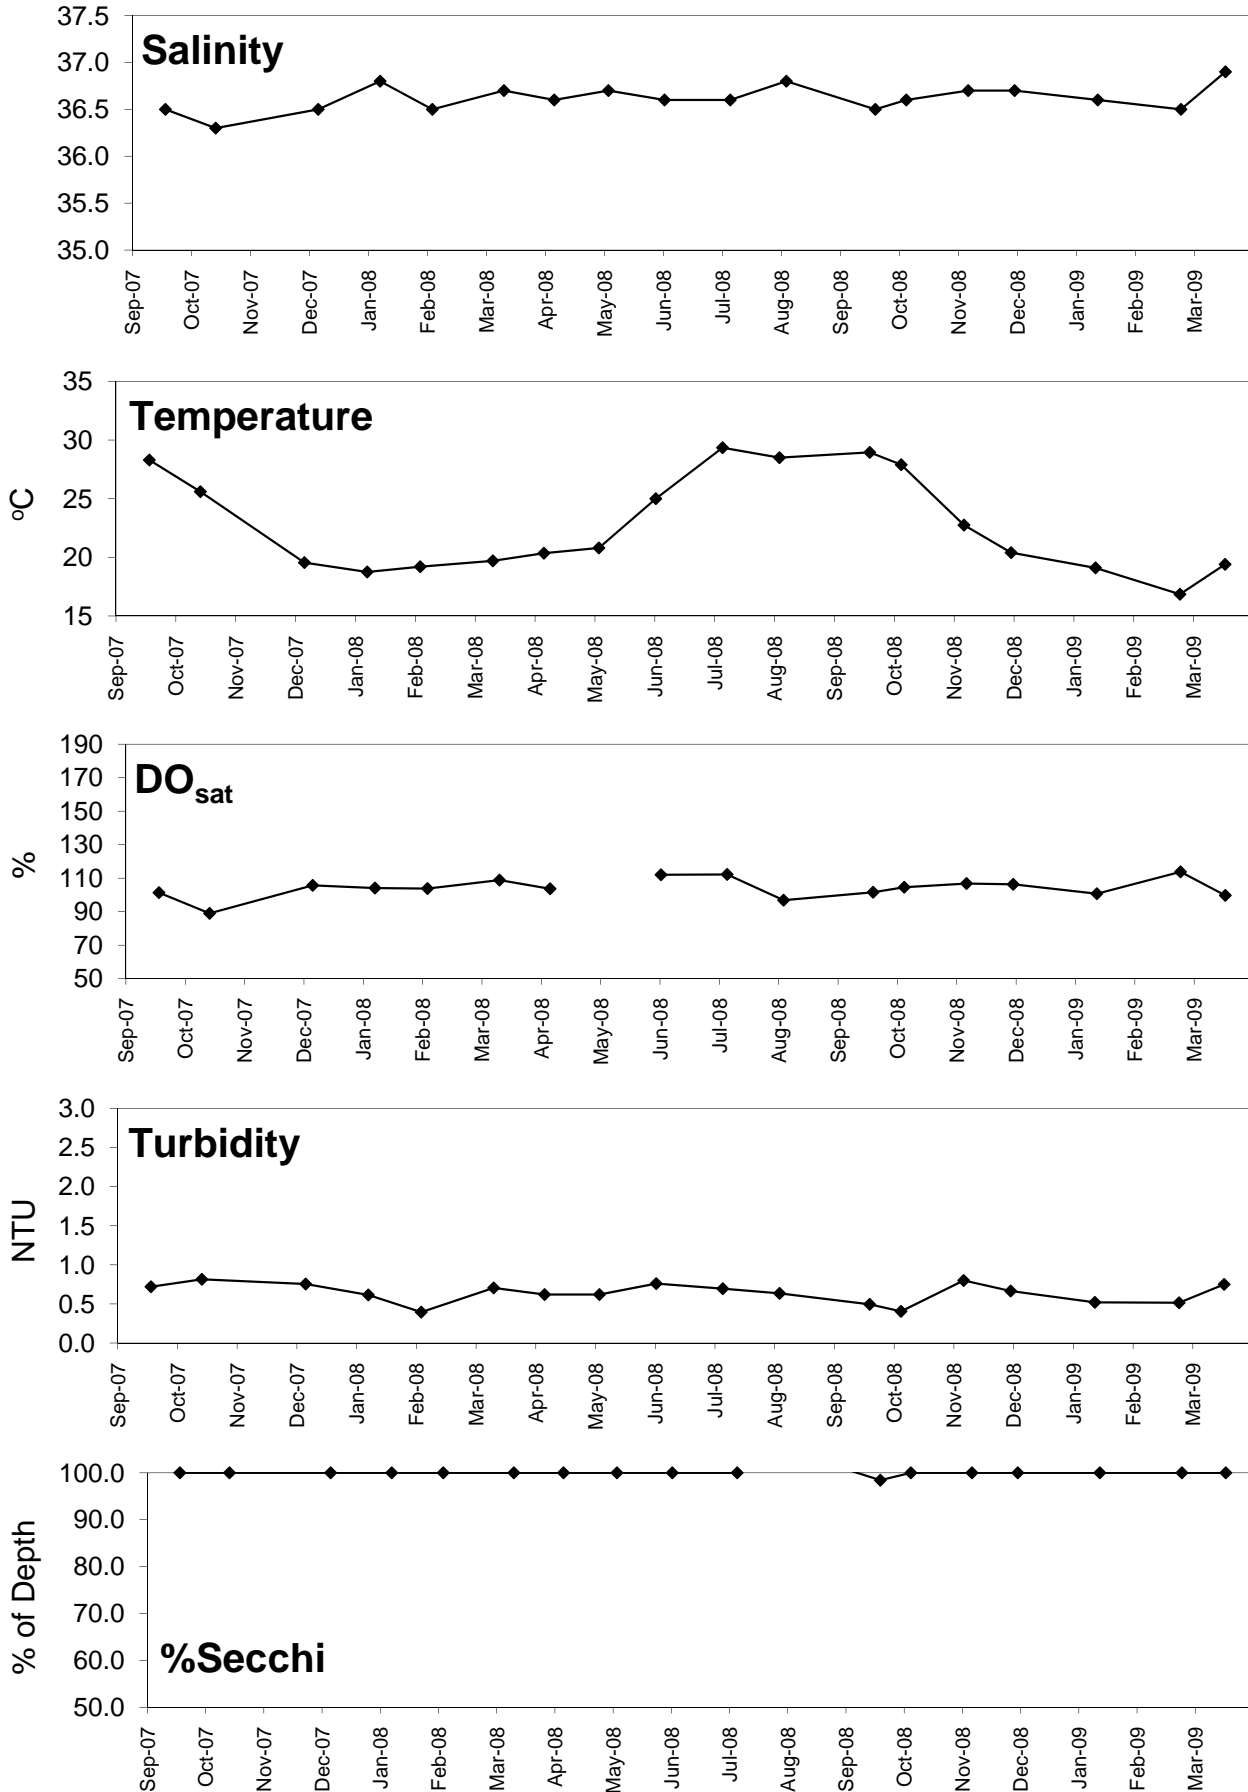 Salinity
37.5
37.0
36.5
36.0
35.5
35.0
Sep-07 Oct-07 Nov-07 Dec-07 Jan-08 Feb-08 Mar-08 Apr-08 May-08 Jun-08 Jul-08 Aug-08 Sep-08 Oct-08 Nov-08 Dec-08 Jan-09 Feb-09 Mar-09
Temperature
ºC
35
30
25
20
15
Sep-07 Oct-07 Nov-07 Dec-07 Jan-08 Feb-08 Mar-08 Apr-08 May-08 Jun-08 Jul-08 Aug-08 Sep-08 Oct-08 Nov-08 Dec-08 Jan-09 Feb-09 Mar-09
DOsat
%
190
170
150
130
110
90
70
50
Sep-07 Oct-07 Nov-07 Dec-07 Jan-08 Feb-08 Mar-08 Apr-08 May-08 Jun-08 Jul-08 Aug-08 Sep-08 Oct-08 Nov-08 Dec-08 Jan-09 Feb-09 Mar-09
Turbidity
NTU
3.0
2.5
2.0
1.5
1.0
0.5
0.0
Sep-07 Oct-07 Nov-07 Dec-07 Jan-08 Feb-08 Mar-08 Apr-08 May-08 Jun-08 Jul-08 Aug-08 Sep-08 Oct-08 Nov-08 Dec-08 Jan-09 Feb-09 Mar-09
% of Depth
100.0
90.0
80.0
70.0
60.0
50.0
%Secchi
Sep-07 Oct-07 Nov-07 Dec-07 Jan-08 Feb-08 Mar-08 Apr-08 May-08 Jun-08 Jul-08 Aug-08 Sep-08 Oct-08 Nov-08 Dec-08 Jan-09 Feb-09 Mar-09